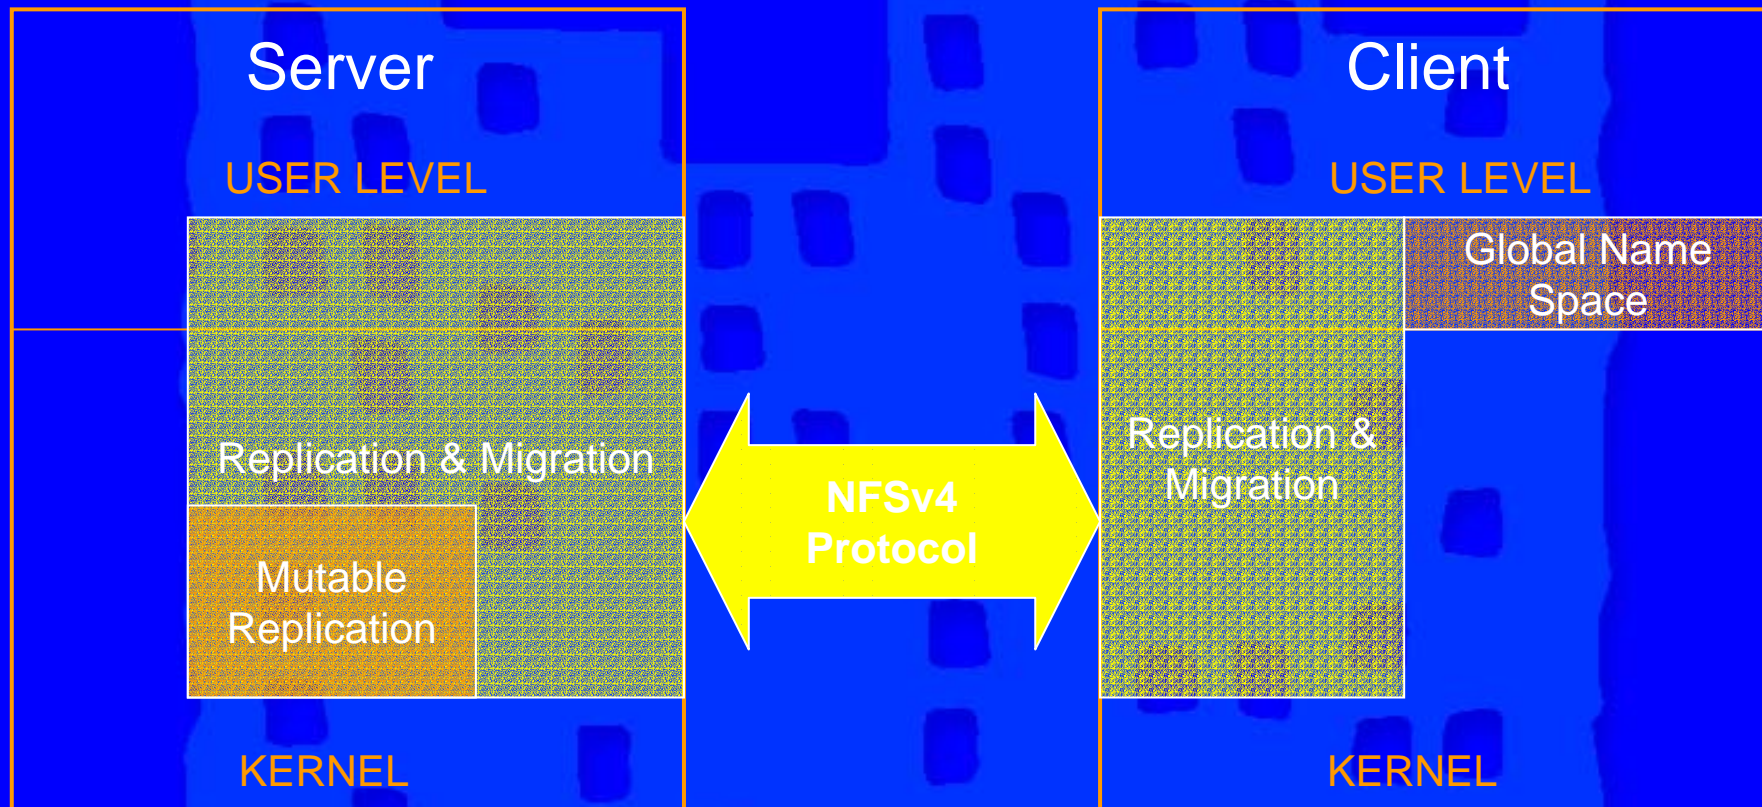 Server
USER LEVEL
Replication & Migration
Mutable
Replication
KERNEL
NFSv4
Protocol
Client
USER LEVEL
Global Name
Space
Replication &
Migration
KERNEL